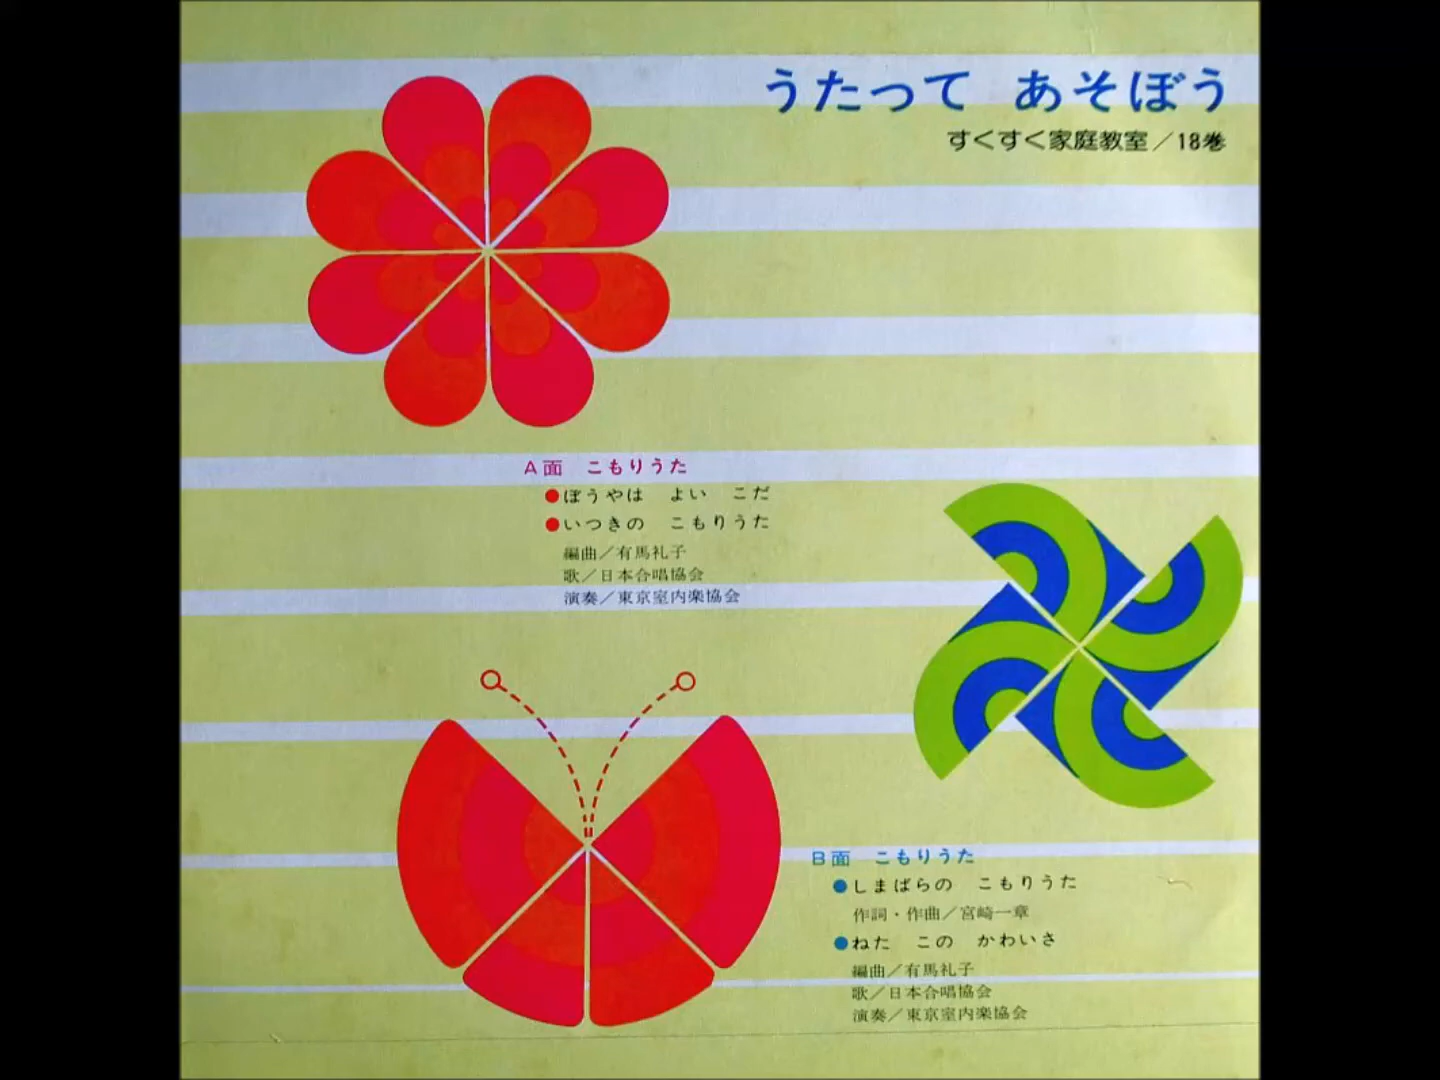 うたって あそぼう
すくすく家庭教室/18巻
A面 こもりうた
●ぼうやは よい こだ
●いつきの こもりうた
編曲/有馬礼子
歌/日本合唱協会
演奏/東京室内楽協会
B面 こもりうた
●しまばらの こもりうた
作詞・作曲/宮崎一章
●ねた この かわいさ
編曲/有馬礼子
歌/日本合唱協会
演奏/東京室内楽協会